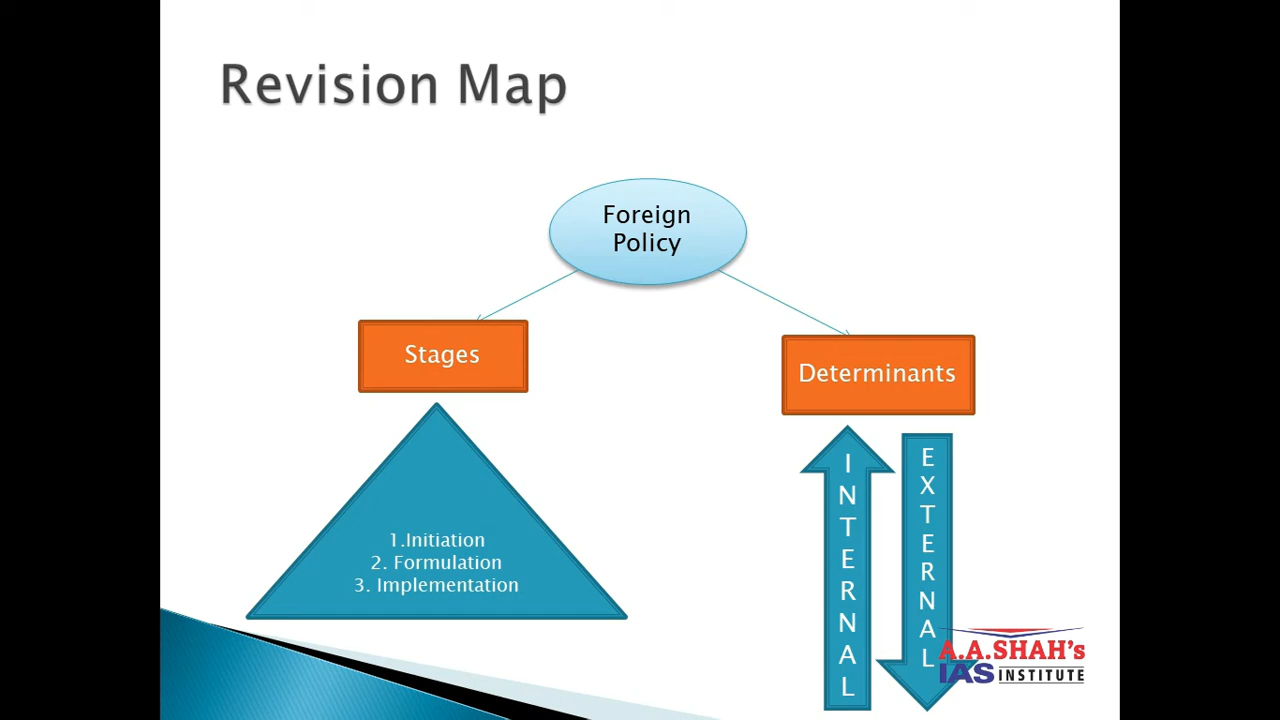 Revision Map
Foreign
Policy
Stages
Determinants
1.Initiation
2. Formulation
3. Implementation
INTERNAL
EXTERNAL
A.A.SHAH's
IAS INSTITUTE